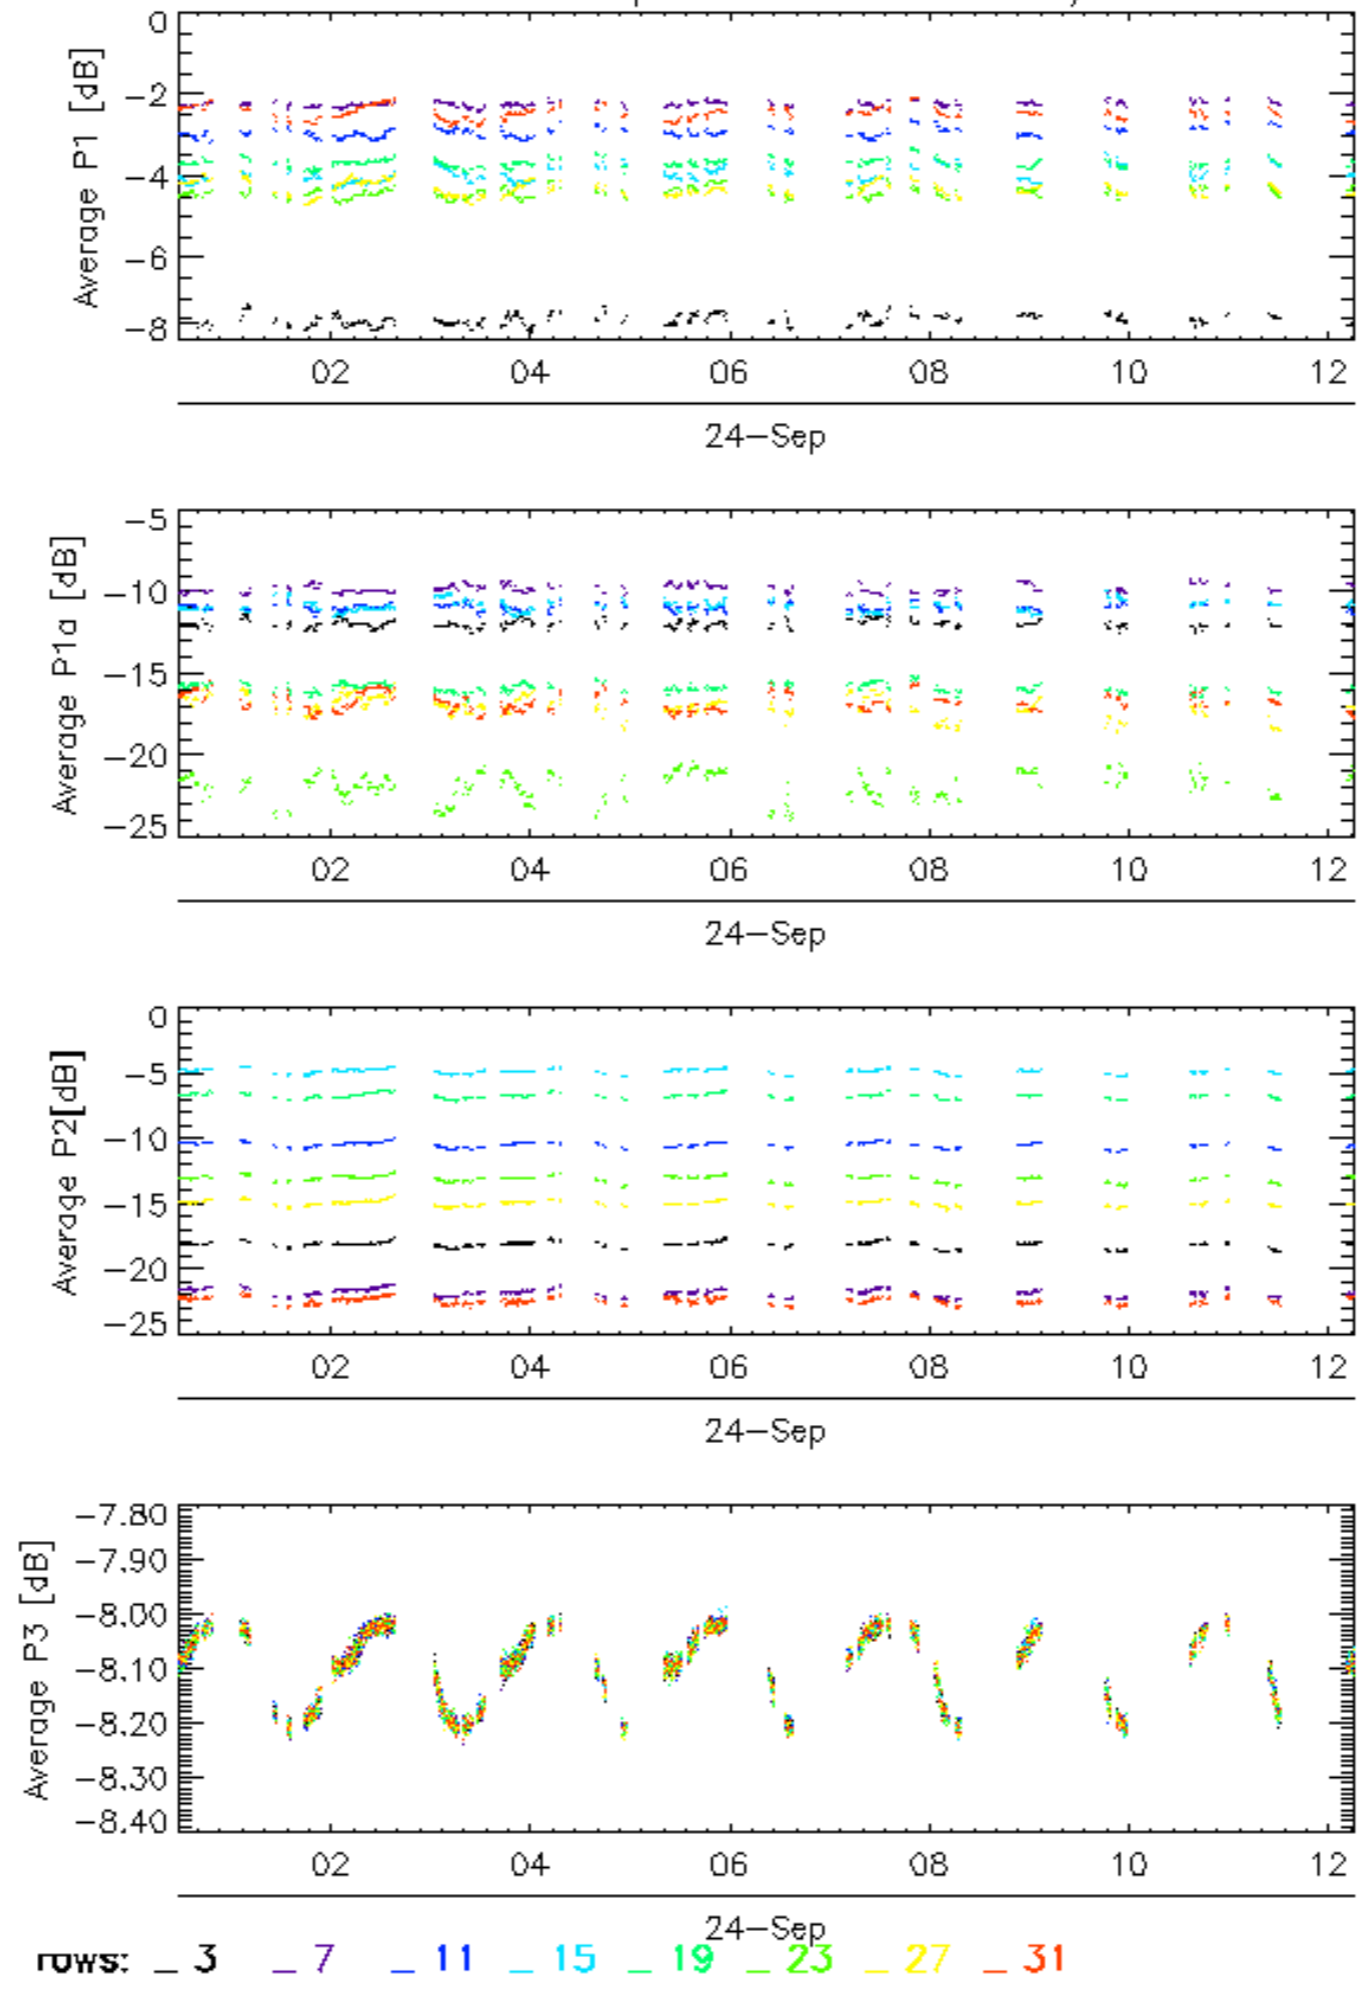 Average P1 [dB]
0
−2
−4
−6
−8
02 04 06 08 10 12
24−Sep
Average P1a [dB]
−5
−10
−15
−20
−25
02 04 06 08 10 12
24−Sep
Average P2[dB]
0
−5
−10
−15
−20
−25
02 04 06 08 10 12
24−Sep
Average P3 [dB]
−7.80
−7.90
−8.00
−8.10
−8.20
−8.30
−8.40
02 04 06 08 10 12
24−Sep
rows: _ 3 _ 7 _ 11 _ 15 _ 19 _ 23 _ 27 _ 31